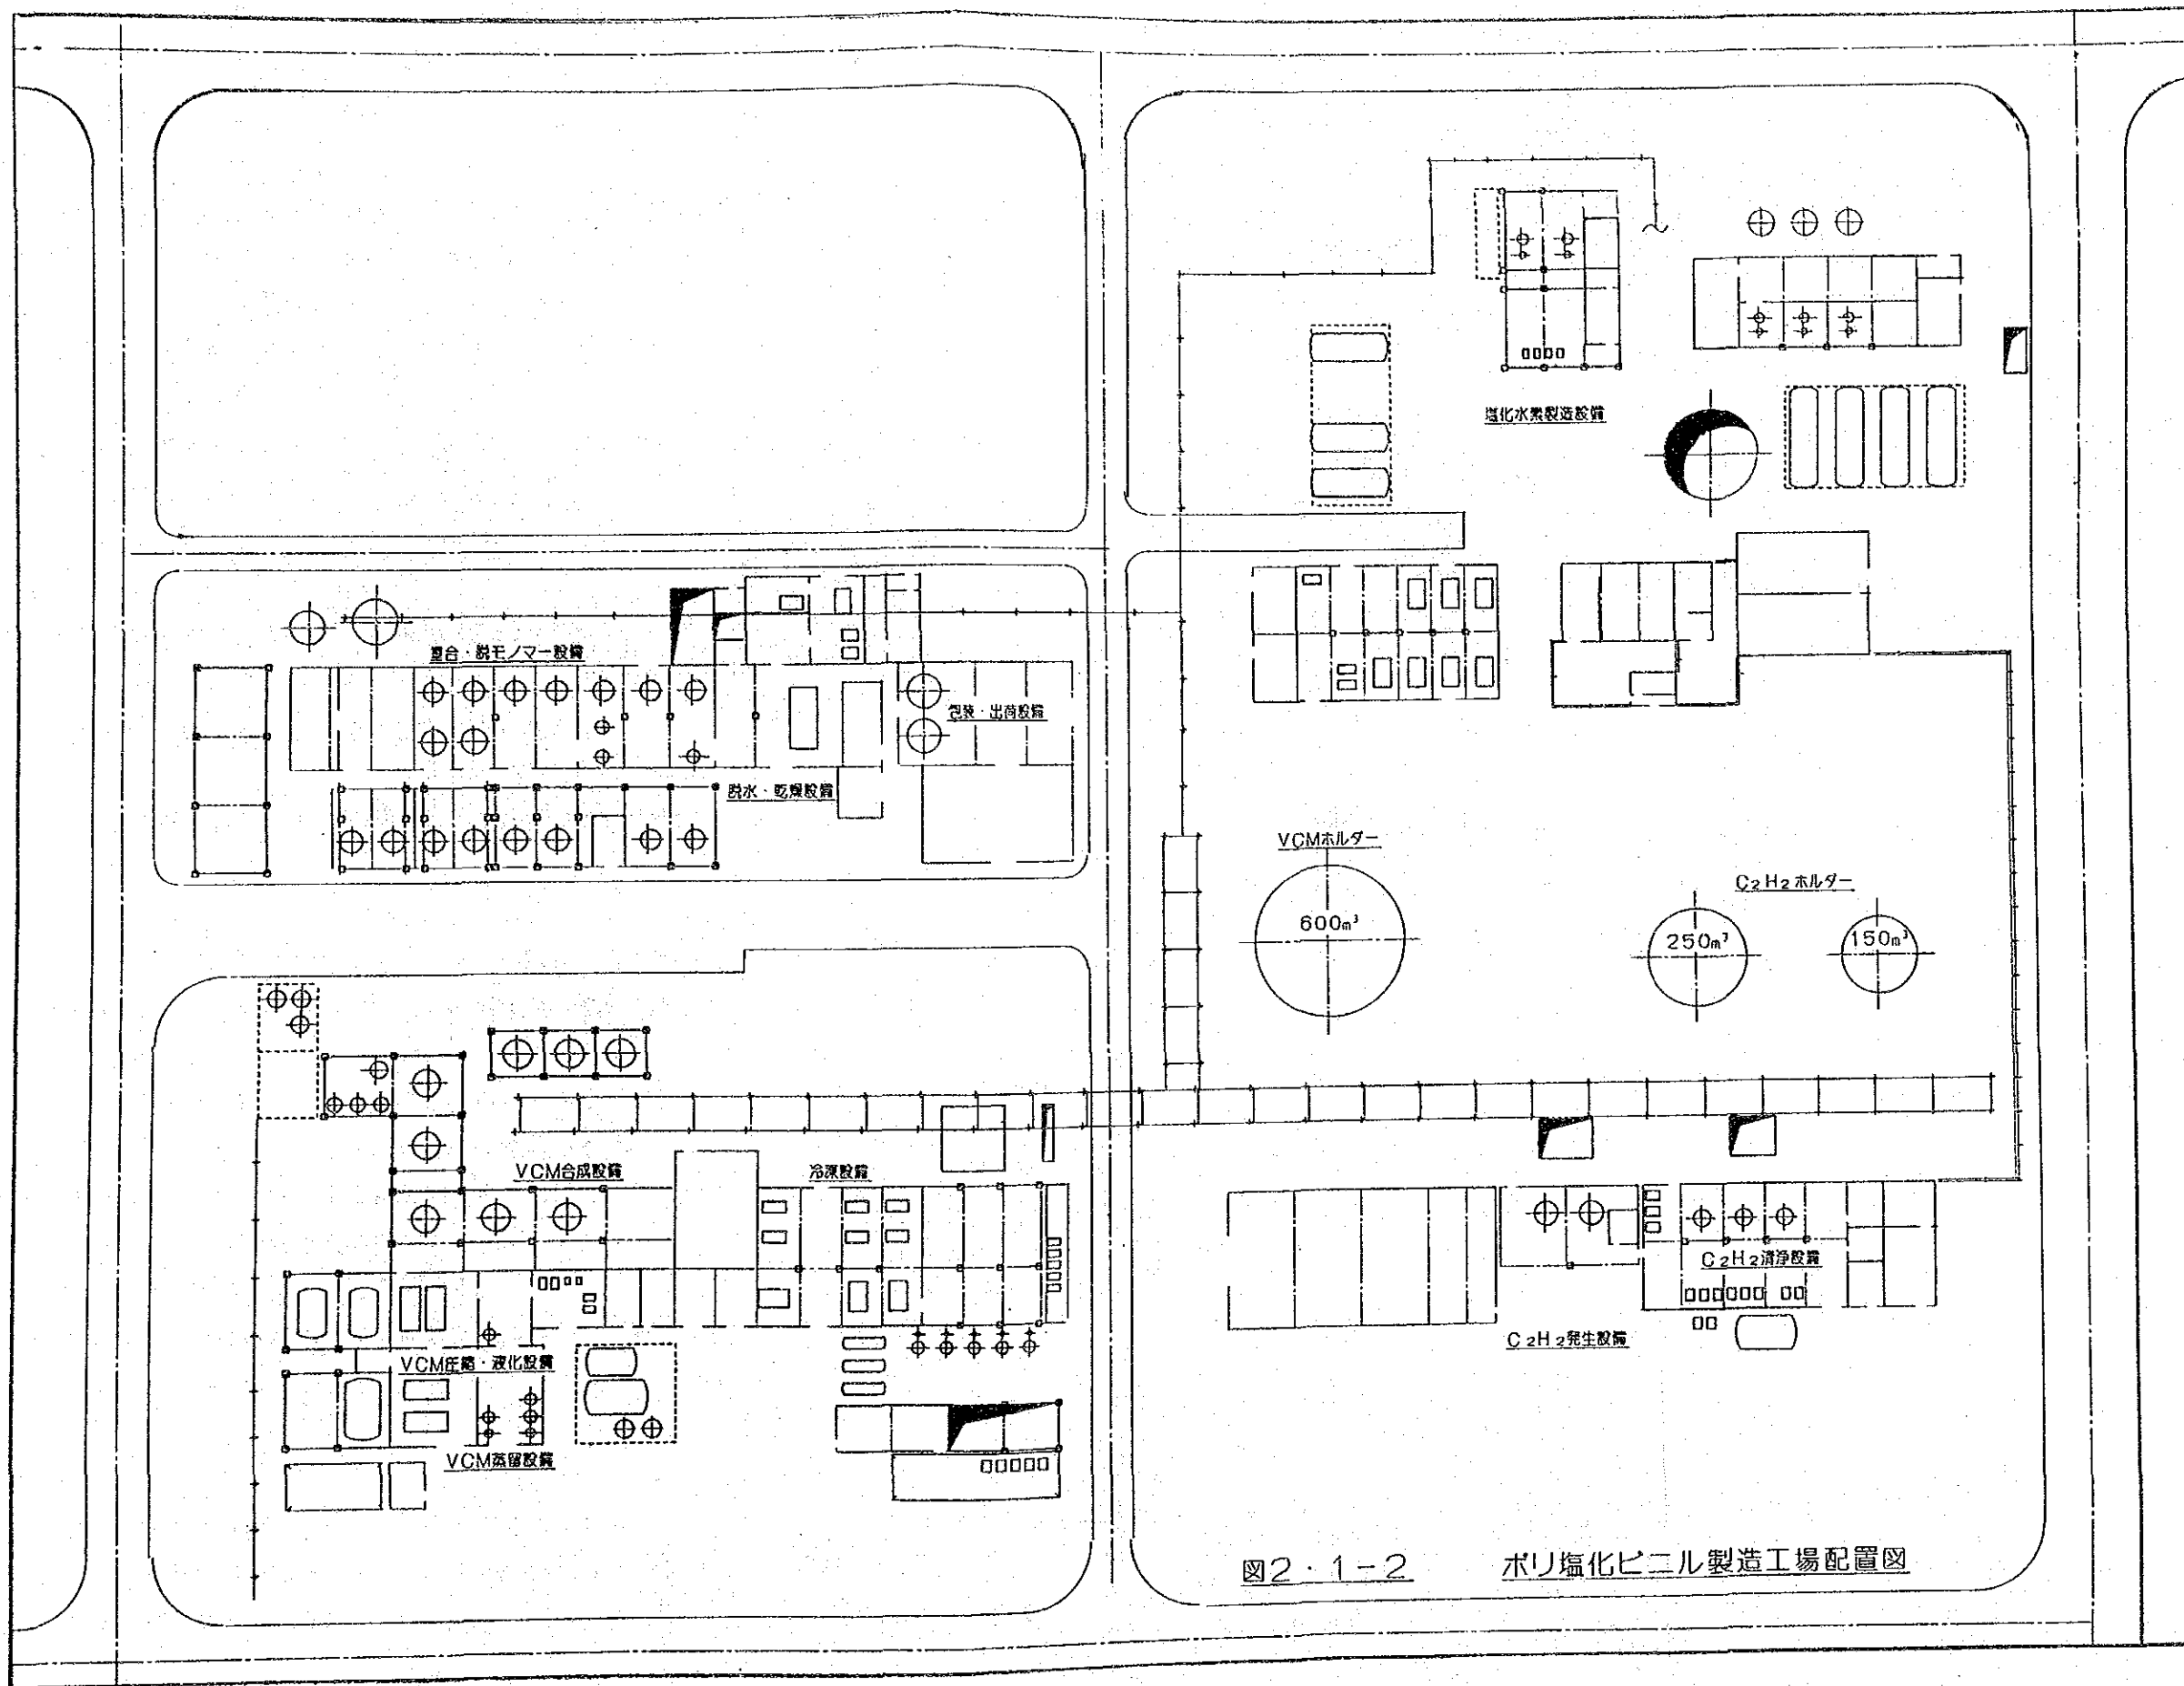 塩化水素製造設備
重合・脱モノマー設備
包装・出荷設備
脱水・乾燥設備
VCMホルダー
600m³
C₂H₂ホルダー
250m³
150m³
VCM合成設備
冷凍設備
C₂H₂清浄設備
C₂H₂発生設備
VCM圧縮・液化設備
VCM蒸留設備
図2・1-2 ポリ塩化ビニル製造工場配置図